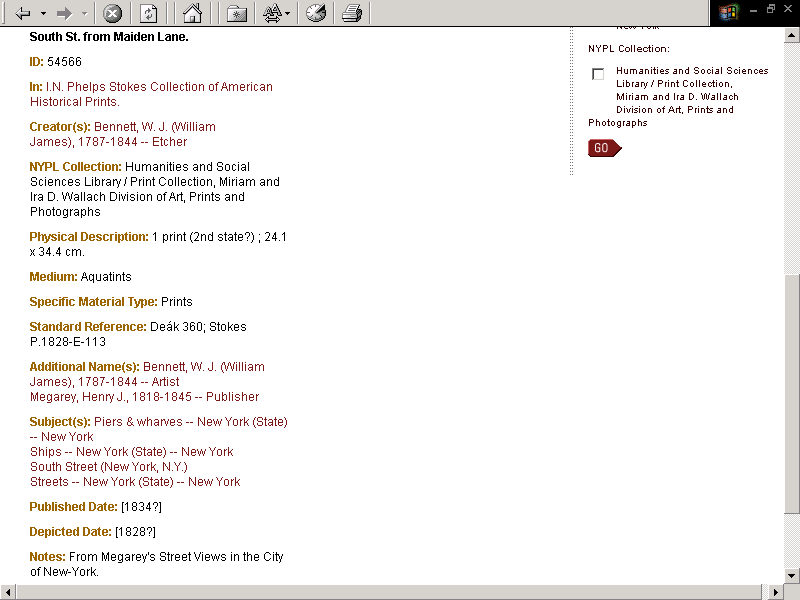 South St. from Maiden Lane.
ID: 54566
In: I.N. Phelps Stokes Collection of American
Historical Prints.
Creator(s): Bennett, W. J. (William
James), 1787-1844 -- Etcher
NYPL Collection: Humanities and Social
Sciences Library / Print Collection, Miriam and
Ira D. Wallach Division of Art, Prints and
Photographs
Physical Description: 1 print (2nd state?) ; 24.1
x 34.4 cm.
Medium: Aquatints
Specific Material Type: Prints
Standard Reference: Deák 360; Stokes
P.1828-E-113
Additional Name(s): Bennett, W. J. (William
James), 1787-1844 -- Artist
Megarey, Henry J., 1818-1845 -- Publisher
Subject(s): Piers & wharves -- New York (State)
-- New York
Ships -- New York (State) -- New York
South Street (New York, N.Y.)
Streets -- New York (State) -- New York
Published Date: [1834?]
Depicted Date: [1828?]
Notes: From Megarey's Street Views in the City
of New-York.
New York
NYPL Collection:
Humanities and Social Sciences
Library / Print Collection,
Miriam and Ira D. Wallach
Division of Art, Prints and
Photographs
GO